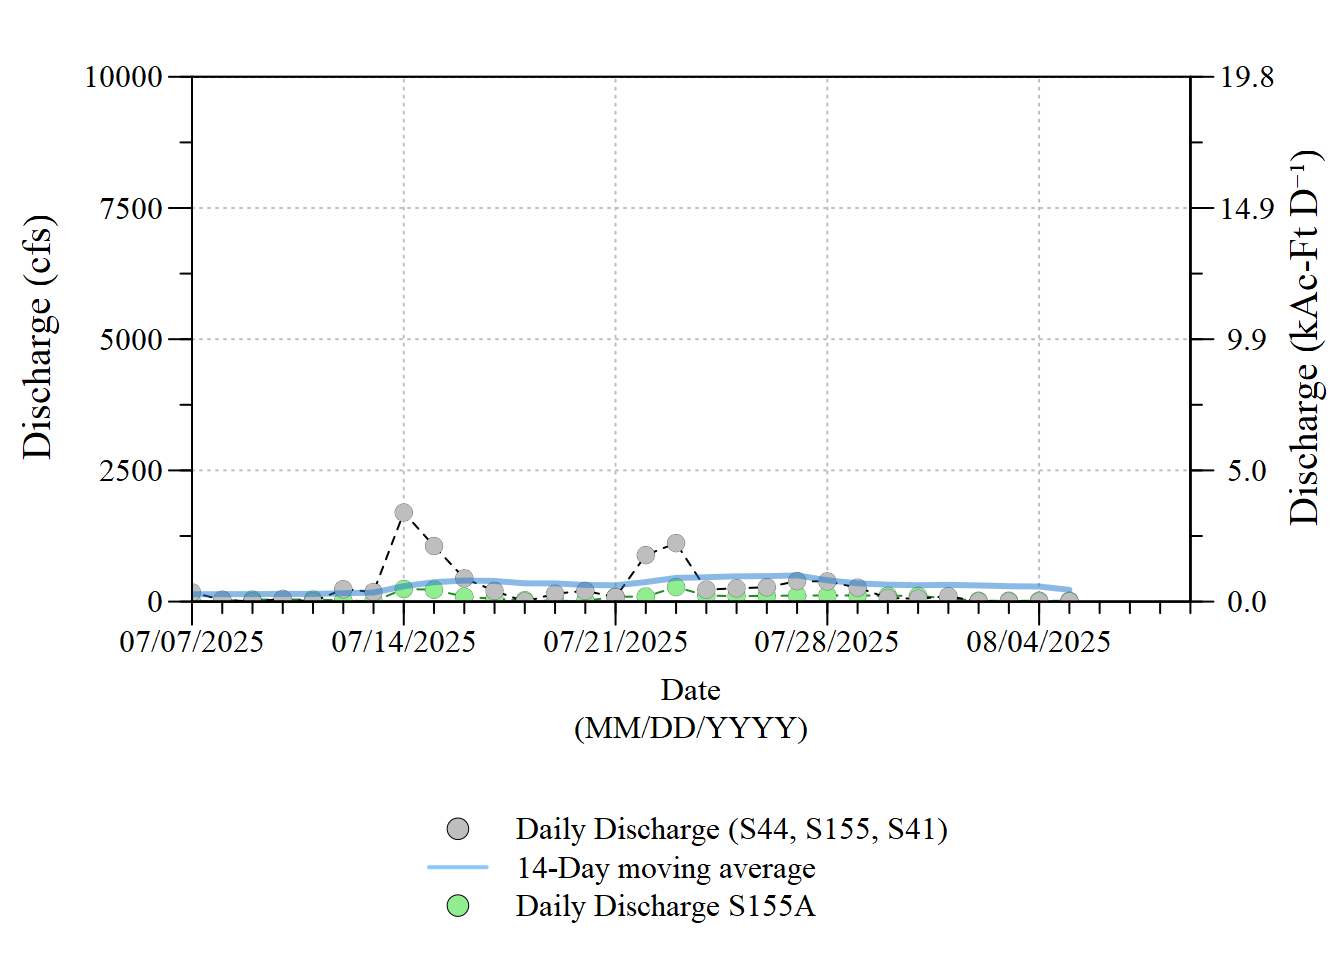 10000
7500
5000
2500
0
Discharge (cfs)
19.8
14.9
9.9
5.0
0.0
Discharge (kAc-Ft D⁻¹)
07/07/2025
07/14/2025
07/21/2025
07/28/2025
08/04/2025
Date
(MM/DD/YYYY)
Daily Discharge (S44, S155, S41)
14-Day moving average
Daily Discharge S155A